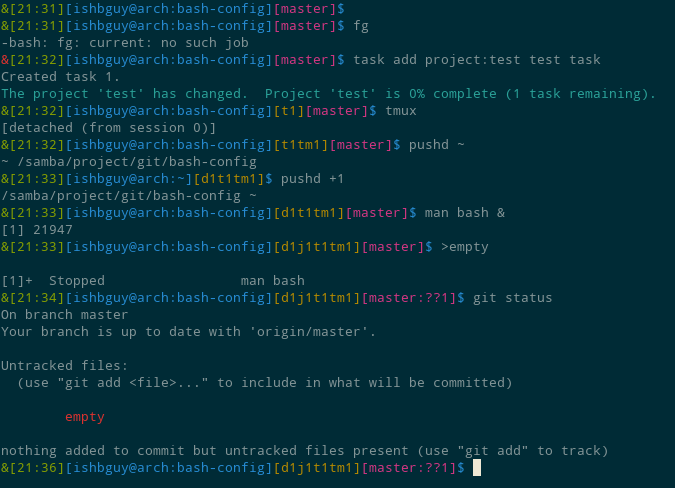 &[21:31][ishbguy@arch:bash-config][master]$
&[21:31][ishbguy@arch:bash-config][master]$ fg
-bash: fg: current: no such job
&[21:32][ishbguy@arch:bash-config][master]$ task add project:test test task
Created task 1.
The project 'test' has changed.  Project 'test' is 0% complete (1 task remaining).
&[21:32][ishbguy@arch:bash-config][t1][master]$ tmux
[detached (from session 0)]
&[21:32][ishbguy@arch:bash-config][t1tm1][master]$ pushd ~
~ /samba/project/git/bash-config
&[21:33][ishbguy@arch:~][d1t1tm1]$ pushd +1
/samba/project/git/bash-config ~
&[21:33][ishbguy@arch:bash-config][d1t1tm1][master]$ man bash &
[1] 21947
&[21:33][ishbguy@arch:bash-config][d1j1t1tm1][master]$ >empty

[1]+  Stopped                 man bash
&[21:34][ishbguy@arch:bash-config][d1j1t1tm1][master:??1]$ git status
On branch master
Your branch is up to date with 'origin/master'.

Untracked files:
  (use "git add <file>..." to include in what will be committed)

        empty

nothing added to commit but untracked files present (use "git add" to track)
&[21:36][ishbguy@arch:bash-config][d1j1t1tm1][master:??1]$